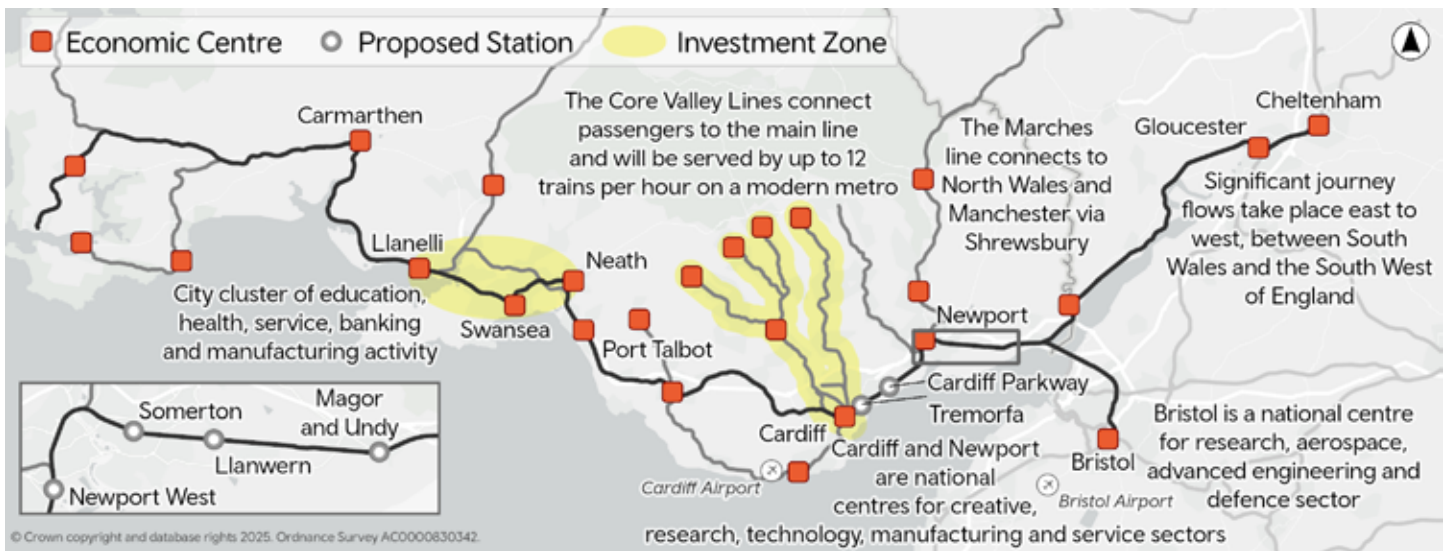 Economic Centre
Proposed Station
Investment Zone
Carmarthen
The Core Valley Lines connect
passengers to the main line
and will be served by up to 12
trains per hour on a modern metro
The Marches
line connects to
North Wales and
Manchester via
Shrewsbury
Cheltenham
Gloucester
Significant journey
flows take place east to
west, between South
Wales and the South West
of England
Llanelli
Neath
Swansea
City cluster of education,
health, service, banking
and manufacturing activity
Port Talbot
Newport
Cardiff Parkway
Tremorfa
Cardiff
Cardiff and Newport
are national
centres for creative,
research, technology, manufacturing and service sectors
Bristol
Bristol is a national centre
for research, aerospace,
advanced engineering and
defence sector
Cardiff Airport
Bristol Airport
Somerton
Magor
and Undy
Llanwern
Newport West
© Crown copyright and database rights 2025. Ordnance Survey AC0000830342.